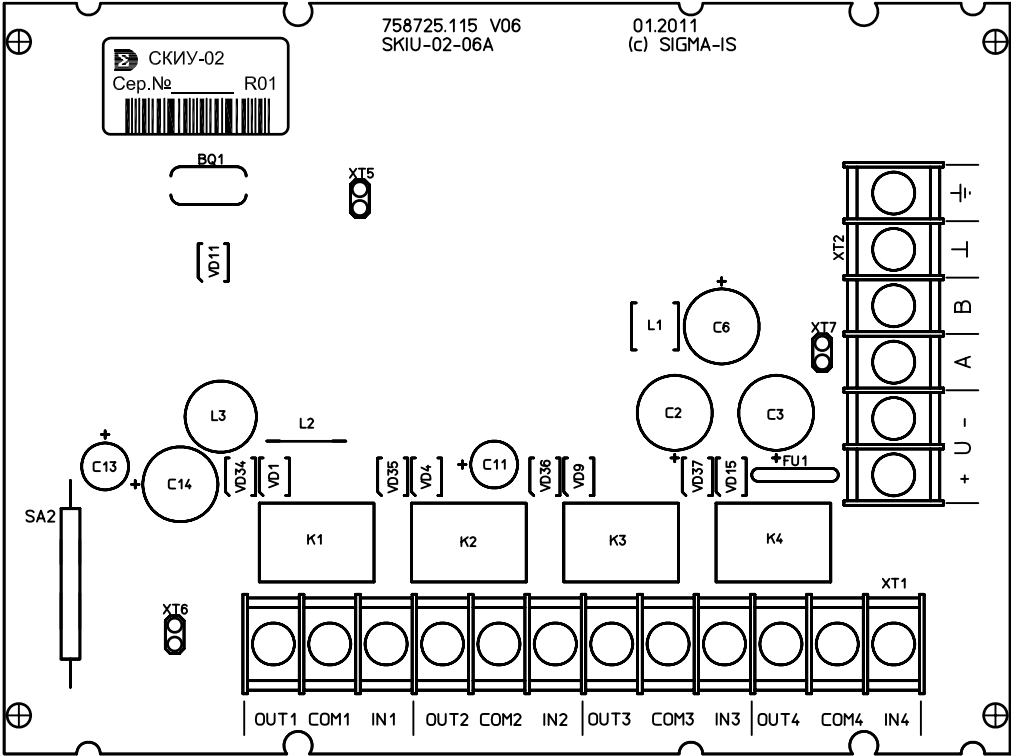 758725.115 V06
SKIU-02-06A
01.2011
(c) SIGMA-IS
Σ СКИУ-02
Сер.№______ R01
BQ1
XT5
VD11
XT2
⊥
B
A
U -
+
L1
C6
XT7
C2
C3
L3
L2
C13
C14
VD34
VD1
VD35
VD4
C11
VD36
VD9
VD37
VD15
FU1
SA2
K1
K2
K3
K4
XT1
XT6
OUT1 COM1 IN1 OUT2 COM2 IN2 OUT3 COM3 IN3 OUT4 COM4 IN4